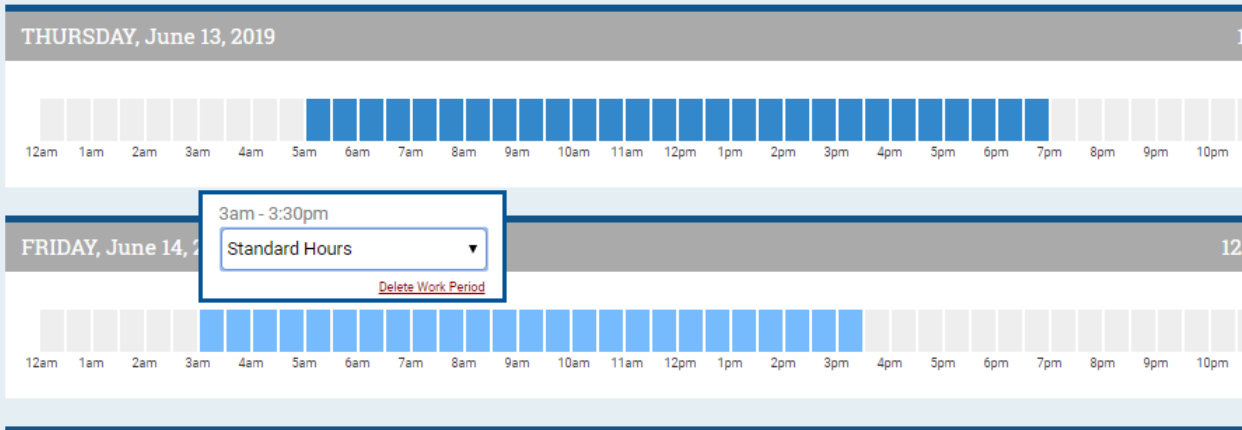 THURSDAY, June 13, 2019
12am 1am 2am 3am 4am 5am 6am 7am 8am 9am 10am 11am 12pm 1pm 2pm 3pm 4pm 5pm 6pm 7pm 8pm 9pm 10pm
3am - 3:30pm
Standard Hours
Delete Work Period
FRIDAY, June 14, 12
12am 1am 2am 3am 4am 5am 6am 7am 8am 9am 10am 11am 12pm 1pm 2pm 3pm 4pm 5pm 6pm 7pm 8pm 9pm 10pm